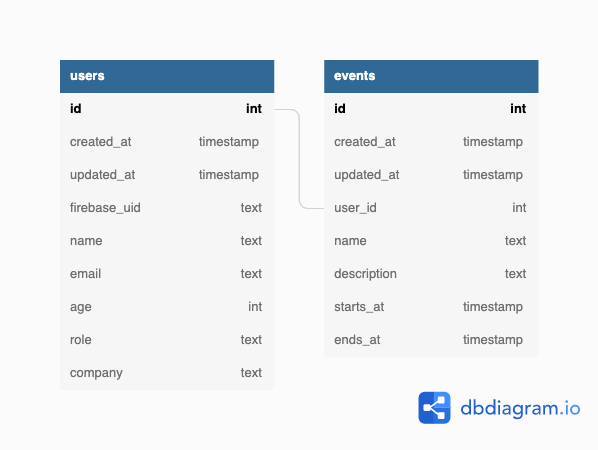 users
id int
created_at timestamp
updated_at timestamp
firebase_uid text
name text
email text
age int
role text
company text
events
id int
created_at timestamp
updated_at timestamp
user_id int
name text
description text
starts_at timestamp
ends_at timestamp
dbdiagram.io